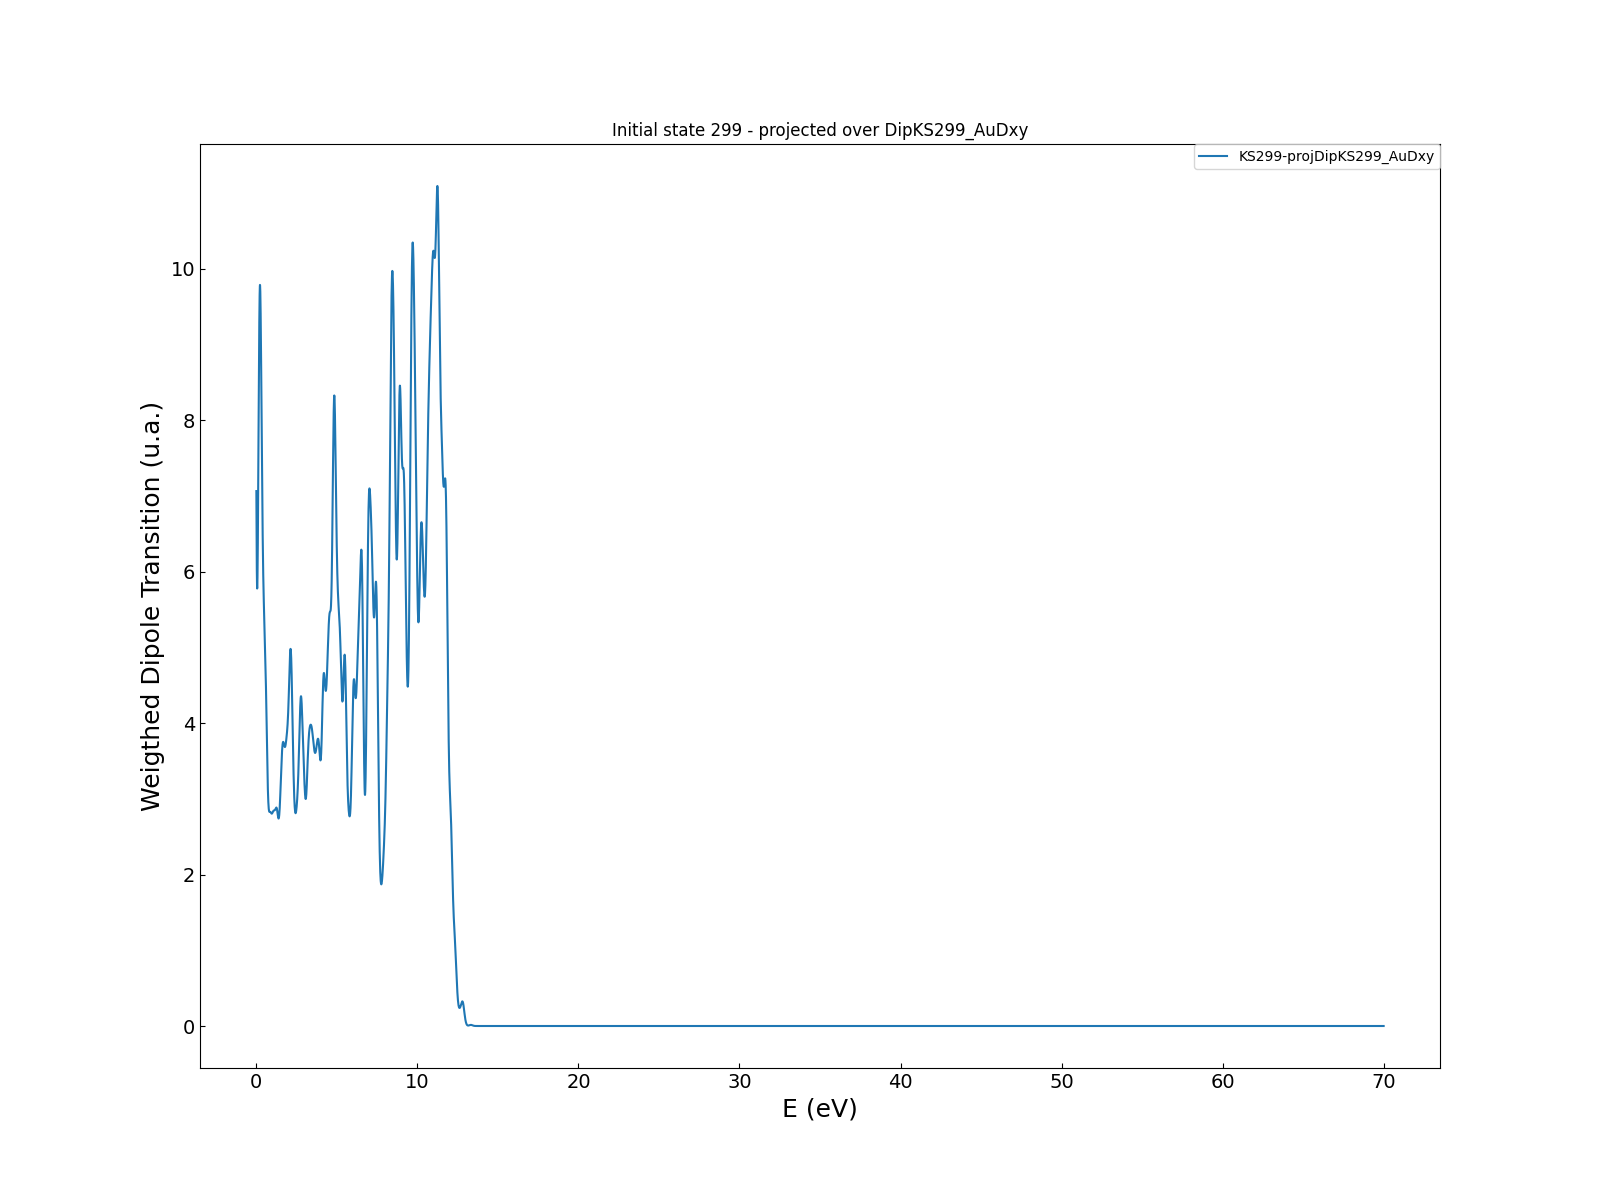 Initial state 299 - projected over DipKS299_AuDxy
KS299-projDipKS299_AuDxy
Weigthed Dipole Transition (u.a.)
10
8
6
4
2
0
0 10 20 30 40 50 60 70
E (eV)